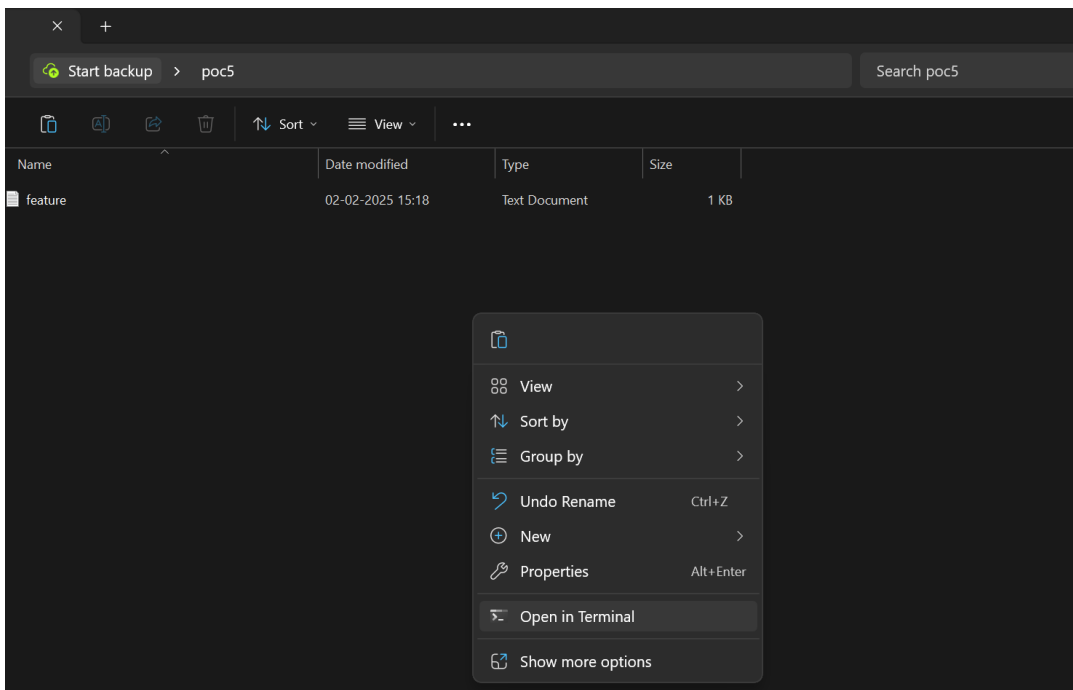 Start backup > poc5 Search poc5
Sort View ...
Name Date modified Type Size
feature 02-02-2025 15:18 Text Document 1 KB
View
Sort by
Group by
Undo Rename Ctrl+Z
New
Properties Alt+Enter
Open in Terminal
Show more options